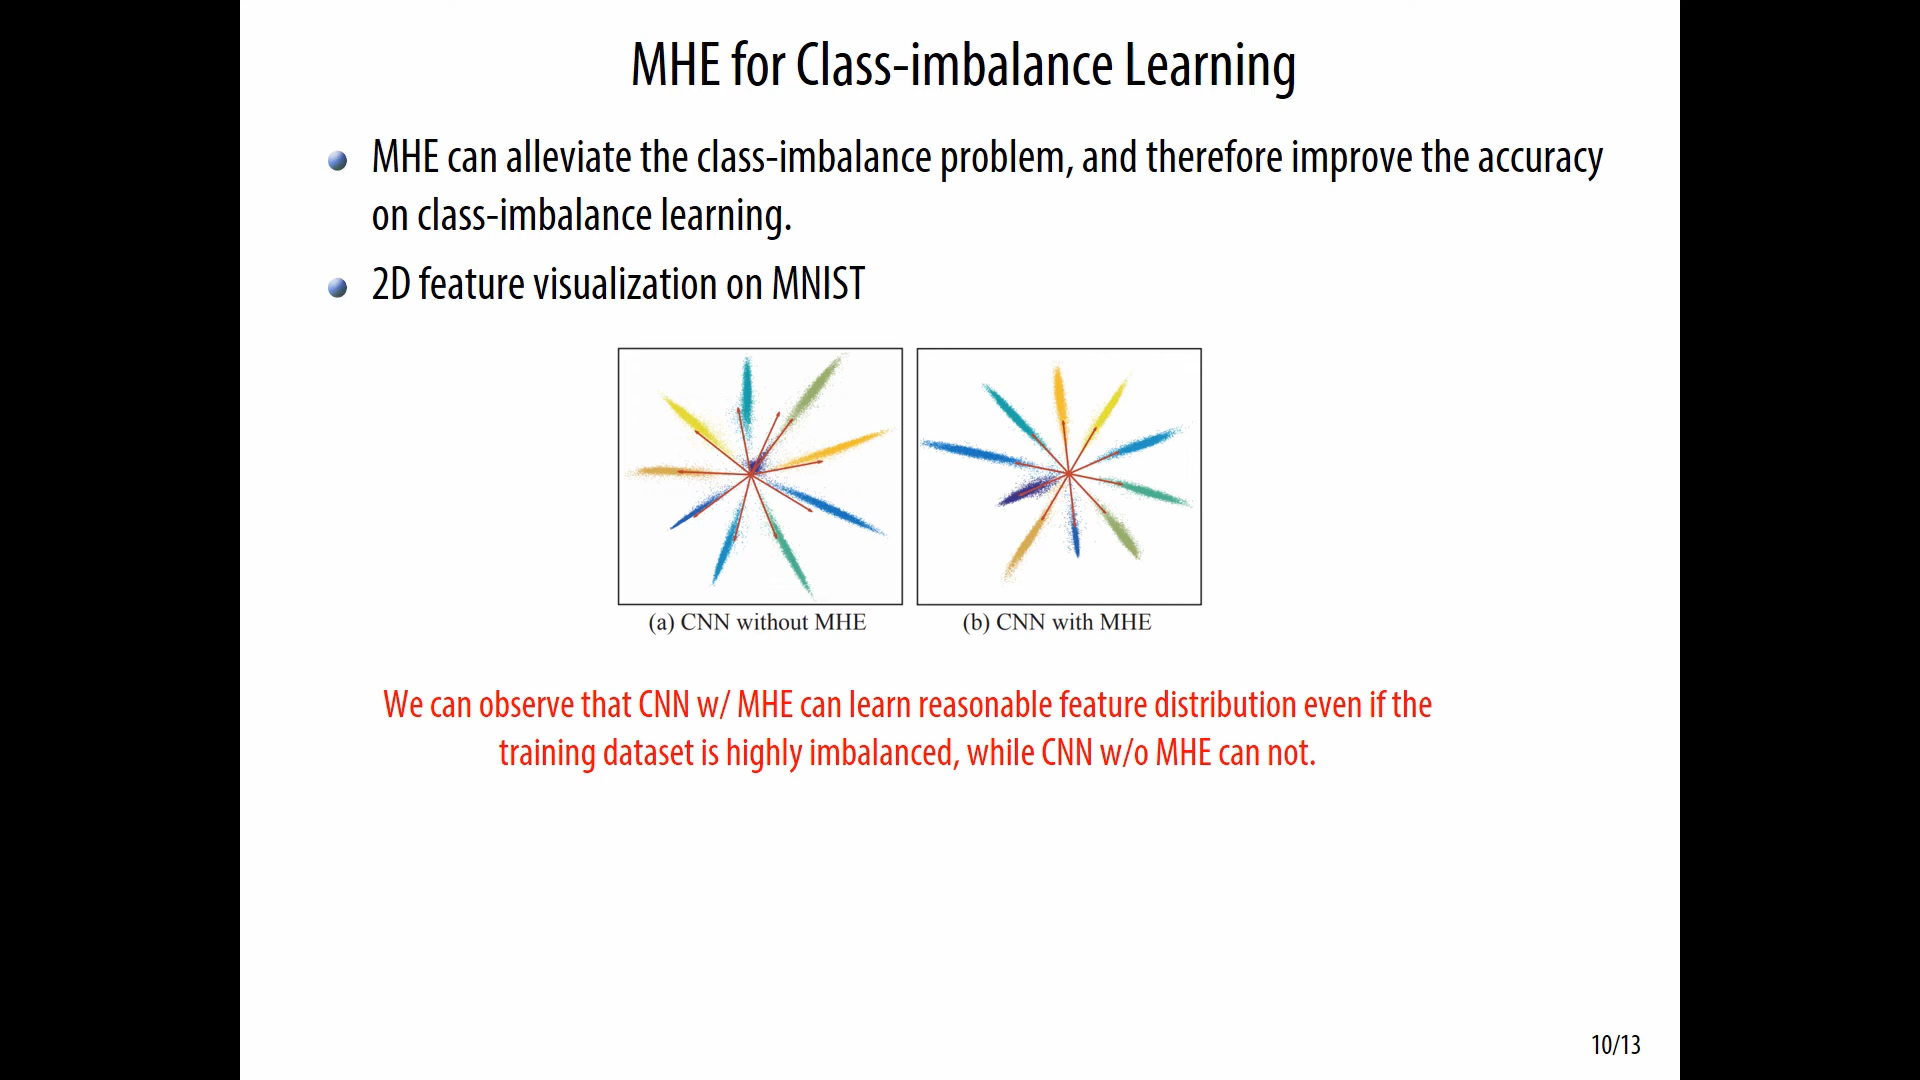 MHE for Class-imbalance Learning
MHE can alleviate the class-imbalance problem, and therefore improve the accuracy
on class-imbalance learning.
2D feature visualization on MNIST
(a) CNN without MHE
(b) CNN with MHE
We can observe that CNN w/ MHE can learn reasonable feature distribution even if the
training dataset is highly imbalanced, while CNN w/o MHE can not.
10/13